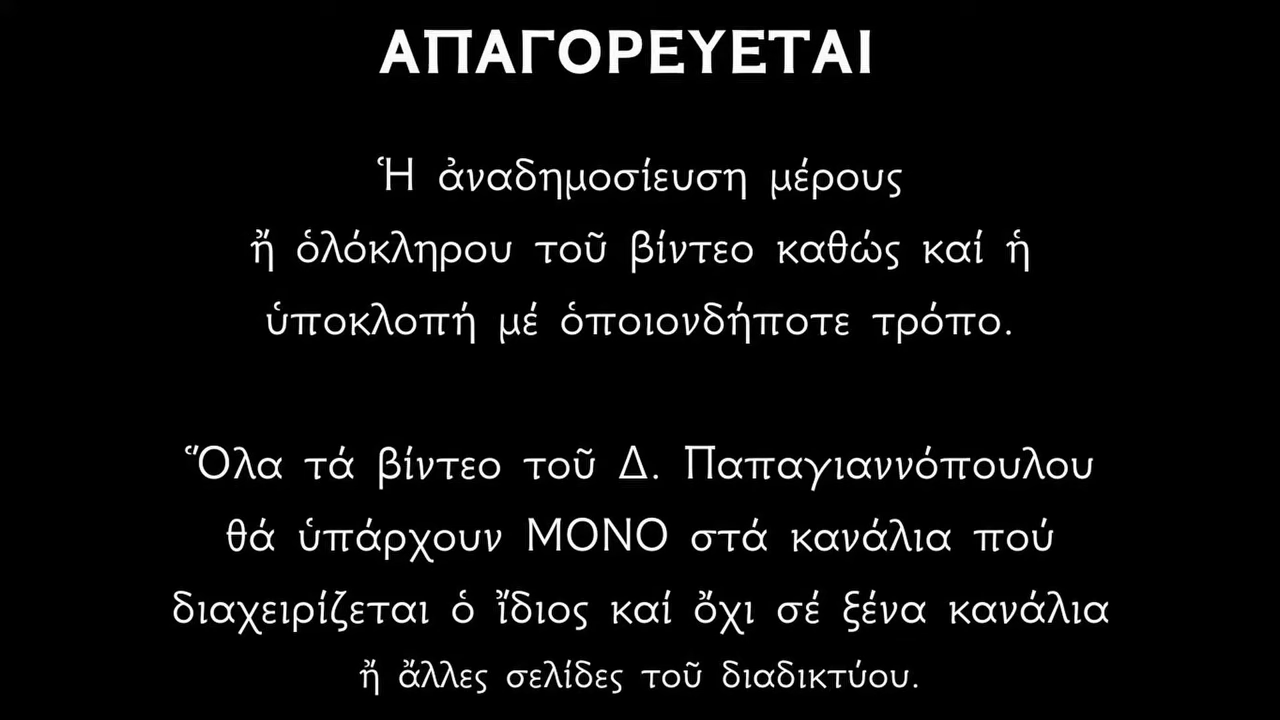 ΑΠΑΓΟΡΕΥΕΤΑΙ
Ἡ ἀναδημοσίευση μέρους
ἤ ὁλόκληρου τοῦ βίντεο καθώς καί ἡ
ὑποκλοπή μέ ὁποιονδήποτε τρόπο.
Ὅλα τά βίντεο τοῦ Δ. Παπαγιαννόπουλου
θά ὑπάρχουν ΜΟΝΟ στά κανάλια πού
διαχειρίζεται ὁ ἴδιος καί ὄχι σέ ξένα κανάλια
ἤ ἄλλες σελίδες τοῦ διαδικτύου.